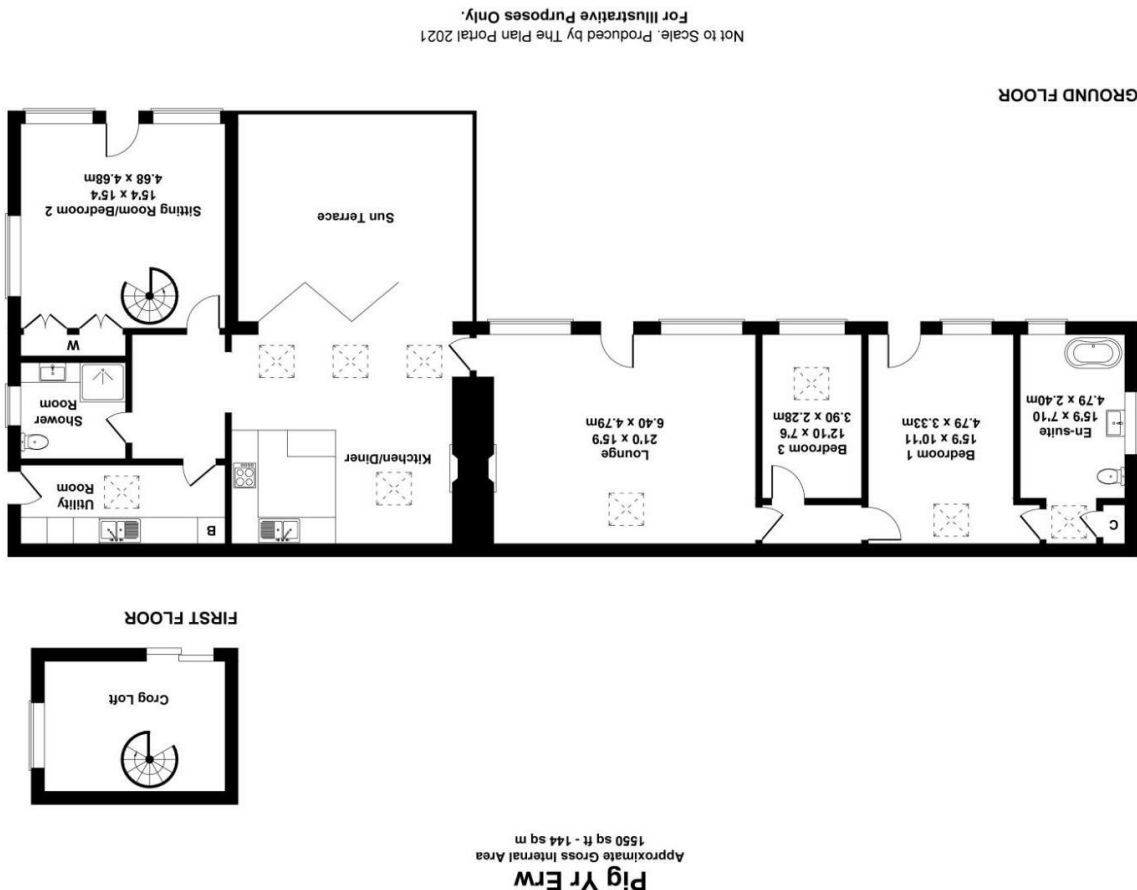 Pig Yr Erw
Approximate Gross Internal Area
1550 sq ft - 144 sq m
Crog Loft
FIRST FLOOR
C
En-suite
15'9 x 7'10
4.79 x 2.40m
Bedroom 1
15'9 x 10'11
4.79 x 3.33m
Bedroom 3
12'10 x 7'6
3.90 x 2.28m
Lounge
21'0 x 15'9
6.40 x 4.79m
Kitchen/Diner
B
Utility
Room
Shower
Room
W
Sun Terrace
Sitting Room/Bedroom 2
15'4 x 15'4
4.68 x 4.68m
GROUND FLOOR
Not to Scale. Produced by The Plan Portal 2021
For Illustrative Purposes Only.